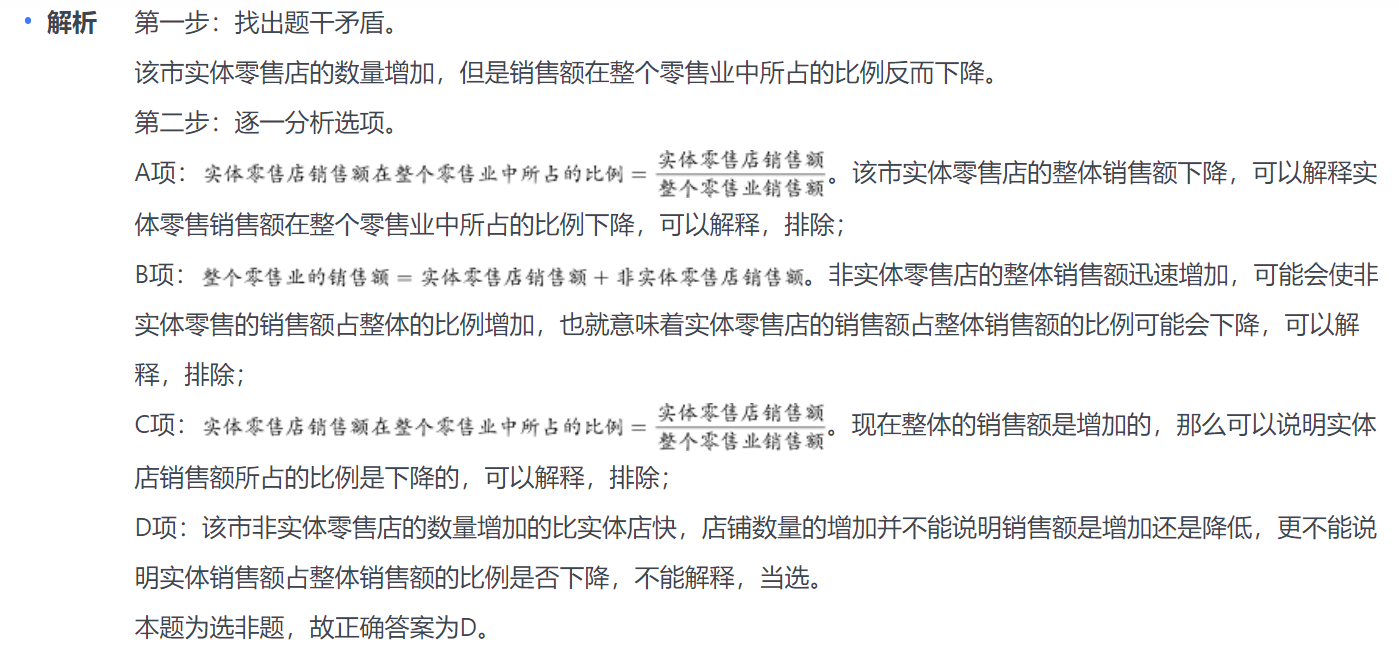 • 解析 第一步：找出题干矛盾。
该市实体零售店的数量增加，但是销售额在整个零售业中所占的比例反而下降。
第二步：逐一分析选项。
A项：实体零售店销售额在整个零售业中所占的比例 = 实体零售店销售额/整个零售业销售额。该市实体零售店的整体销售额下降，可以解释实
体零售销售额在整个零售业中所占的比例下降，可以解释，排除；
B项：整个零售业的销售额 = 实体零售店销售额 + 非实体零售店销售额。非实体零售店的整体销售额迅速增加，可能会使非
实体零售的销售额占整体的比例增加，也就意味着实体零售店的销售额占整体销售额的比例可能会下降，可以解
释，排除；
C项：实体零售店销售额在整个零售业中所占的比例 = 实体零售店销售额/整个零售业销售额。现在整体的销售额是增加的，那么可以说明实体
店销售额所占的比例是下降的，可以解释，排除；
D项：该市非实体零售店的数量增加的比实体店快，店铺数量的增加并不能说明销售额是增加还是降低，更不能说
明实体销售额占整体销售额的比例是否下降，不能解释，当选。
本题为选非题，故正确答案为D。